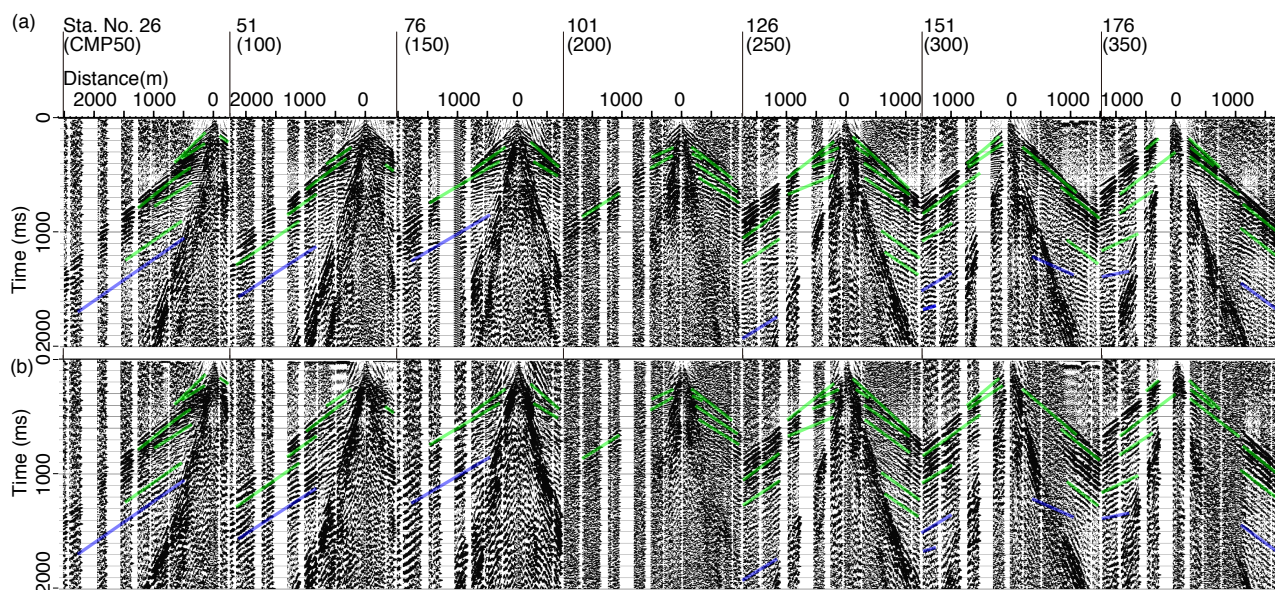 (a) Sta. No. 26 51 76 101 126 151 176
(CMP50) (100) (150) (200) (250) (300) (350)
Distance(m)
2000 1000 0 2000 1000 0 1000 0 1000 0 1000 0 1000 1000 0 1000 1000 0 1000
0
1000
2000
Time (ms)
(b)
0
1000
2000
Time (ms)